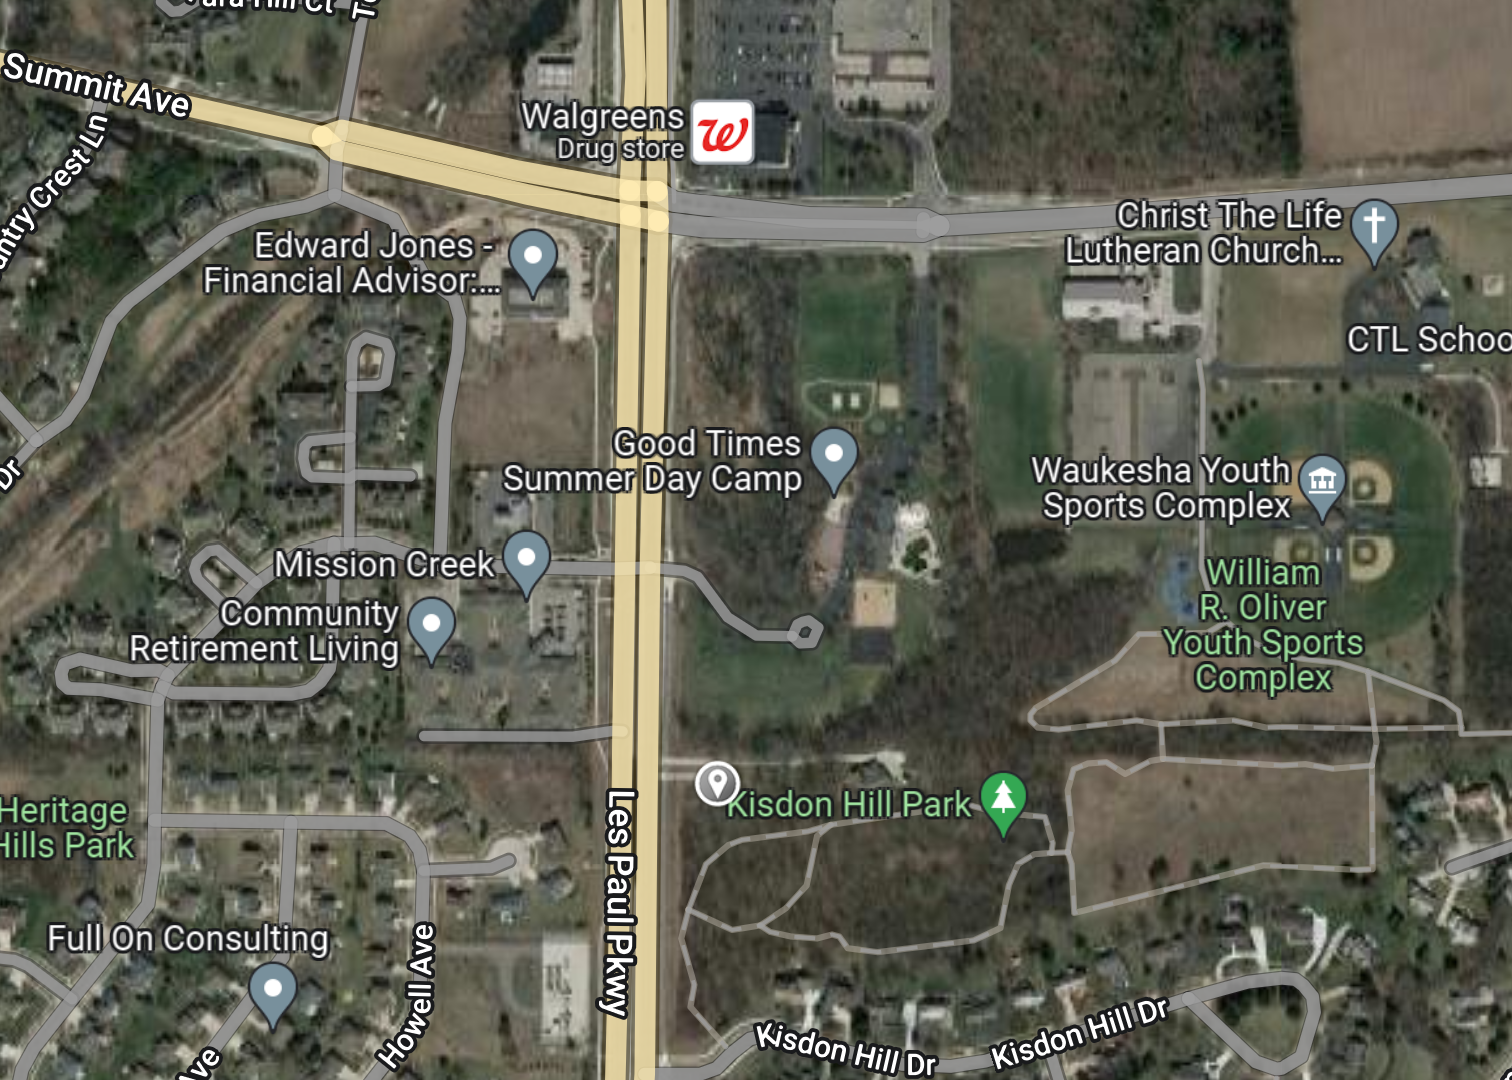 Summit Ave
Walgreens
Drug store
Christ The Life
Lutheran Church...
Edward Jones -
Financial Advisor:...
CTL Schoo
Good Times
Summer Day Camp
Waukesha Youth
Sports Complex
Mission Creek
William
R. Oliver
Youth Sports
Complex
Community
Retirement Living
Kisdon Hill Park
Heritage
Hills Park
Les Paul Pkwy
Full On Consulting
Howell Ave
Kisdon Hill Dr
Kisdon Hill Dr
Ave
Dr